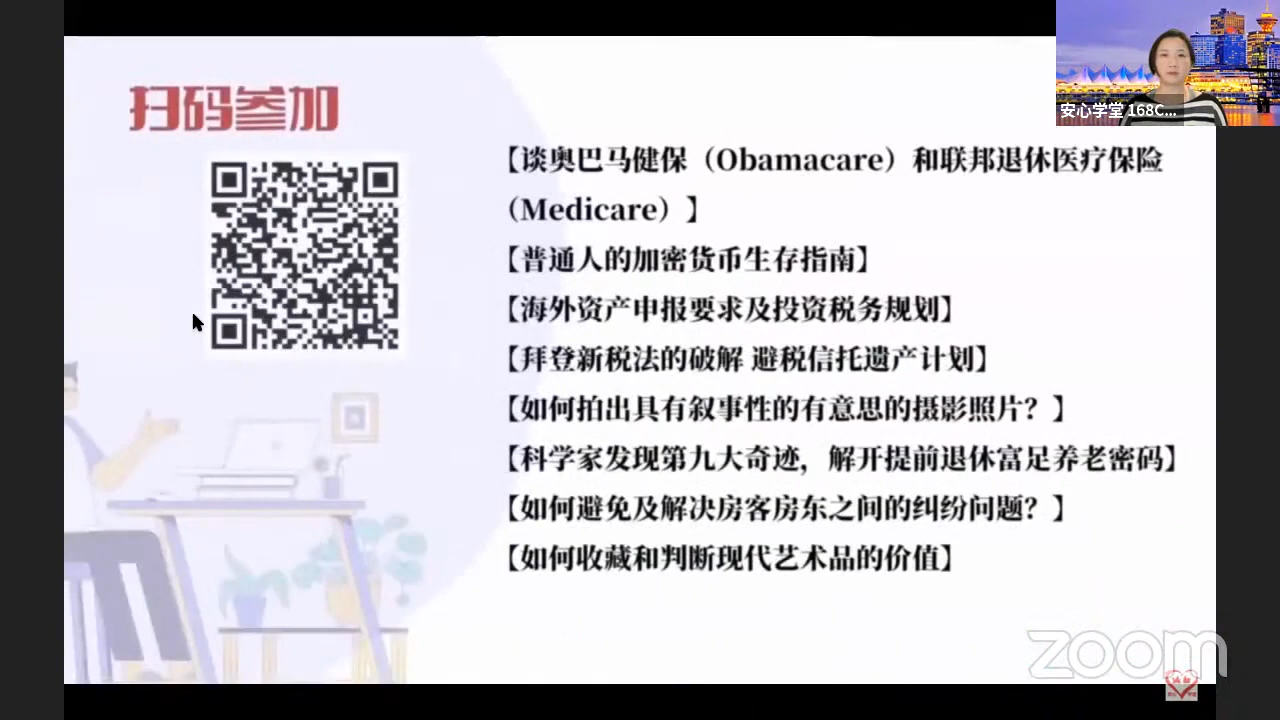 扫码参加
安心学堂 168C...
【谈奥巴马健保（Obamacare）和联邦退休医疗保险
（Medicare）】
【普通人的加密货币生存指南】
【海外资产申报要求及投资税务规划】
【拜登新税法的破解 避税信托遗产计划】
【如何拍出具有叙事性的有意思的摄影照片？】
【科学家发现第九大奇迹，解开提前退休富足养老密码】
【如何避免及解决房客房东之间的纠纷问题？】
【如何收藏和判断现代艺术品的价值】
zoom